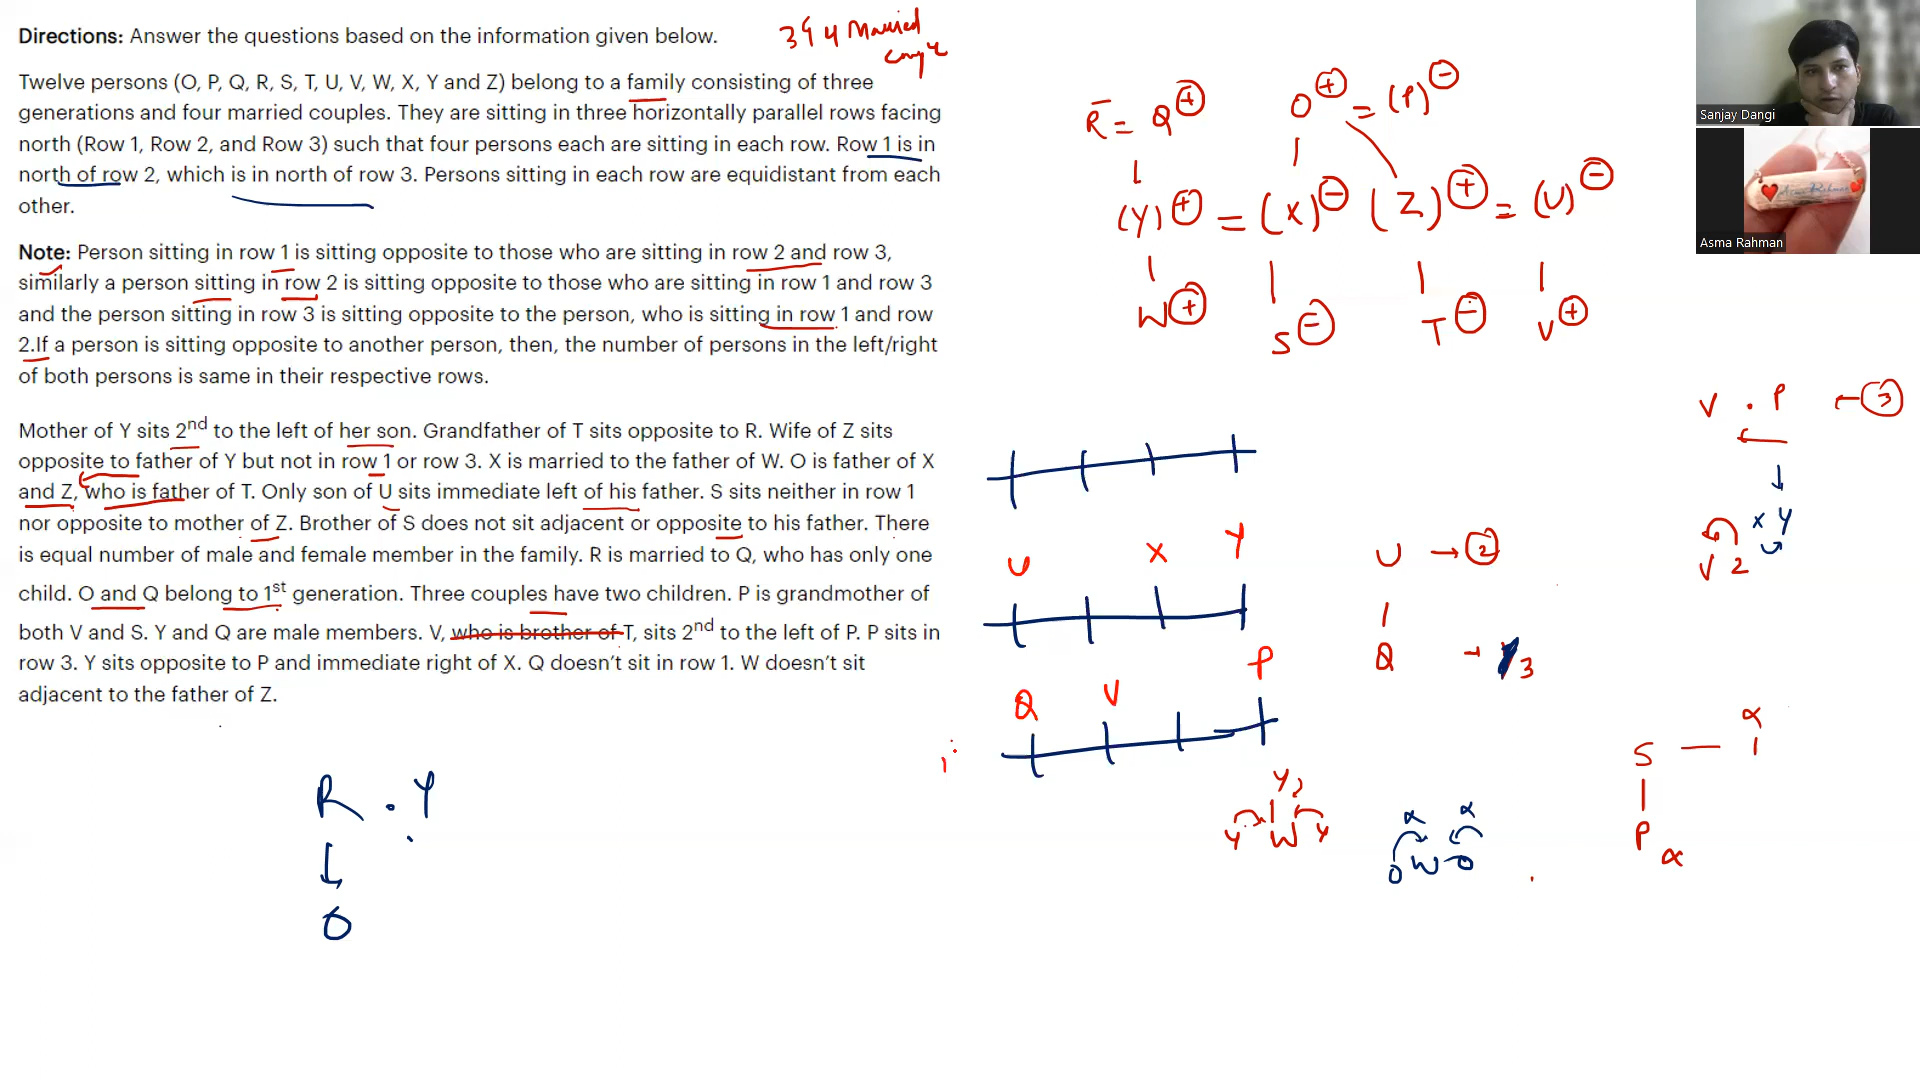 Directions: Answer the questions based on the information given below.
Twelve persons (O, P, Q, R, S, T, U, V, W, X, Y and Z) belong to a family consisting of three
generations and four married couples. They are sitting in three horizontally parallel rows facing
north (Row 1, Row 2, and Row 3) such that four persons each are sitting in each row. Row 1 is in
north of row 2, which is in north of row 3. Persons sitting in each row are equidistant from each
other.
Note: Person sitting in row 1 is sitting opposite to those who are sitting in row 2 and row 3,
similarly a person sitting in row 2 is sitting opposite to those who are sitting in row 1 and row 3
and the person sitting in row 3 is sitting opposite to the person, who is sitting in row 1 and row
2.If a person is sitting opposite to another person, then, the number of persons in the left/right
of both persons is same in their respective rows.
Mother of Y sits 2nd to the left of her son. Grandfather of T sits opposite to R. Wife of Z sits
opposite to father of Y but not in row 1 or row 3. X is married to the father of W. O is father of X
and Z, who is father of T. Only son of U sits immediate left of his father. S sits neither in row 1
nor opposite to mother of Z. Brother of S does not sit adjacent or opposite to his father. There
is equal number of male and female member in the family. R is married to Q, who has only one
child. O and Q belong to 1st generation. Three couples have two children. P is grandmother of
both V and S. Y and Q are male members. V, who is brother of T, sits 2nd to the left of P. P sits in
row 3. Y sits opposite to P and immediate right of X. Q doesn't sit in row 1. W doesn't sit
adjacent to the father of Z.
R . Y
↓
O
4 Married
R̄ = Q⊕ O⊕ = (P)⊖
(Y)⊕ = (X)⊖ (Z)⊕ = (U)⊖
W⊕ S⊖ T⊖ V⊕
V . P ← 3
X Y
V Z
U X Y
U → 2
Q → 3
Q V P
Y
Y W Y
α α
O W O
α
S —
P α
Sanjay Dangi
Asma Rahman